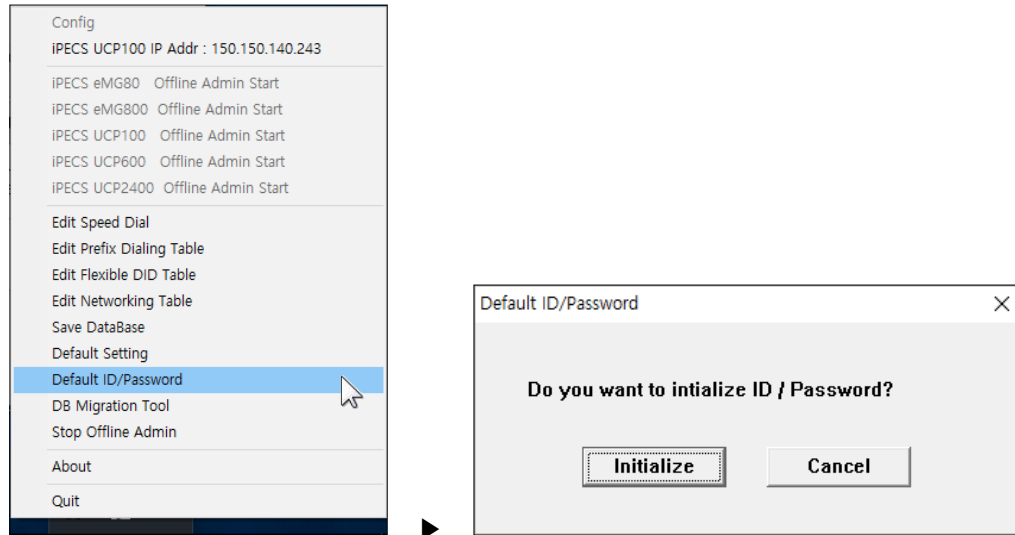 Config
iPECS UCP100 IP Addr : 150.150.140.243
iPECS eMG80 Offline Admin Start
iPECS eMG800 Offline Admin Start
iPECS UCP100 Offline Admin Start
iPECS UCP600 Offline Admin Start
iPECS UCP2400 Offline Admin Start
Edit Speed Dial
Edit Prefix Dialing Table
Edit Flexible DID Table
Edit Networking Table
Save DataBase
Default Setting
Default ID/Password
DB Migration Tool
Stop Offline Admin
About
Quit
Default ID/Password
Do you want to intialize ID / Password?
Initialize
Cancel